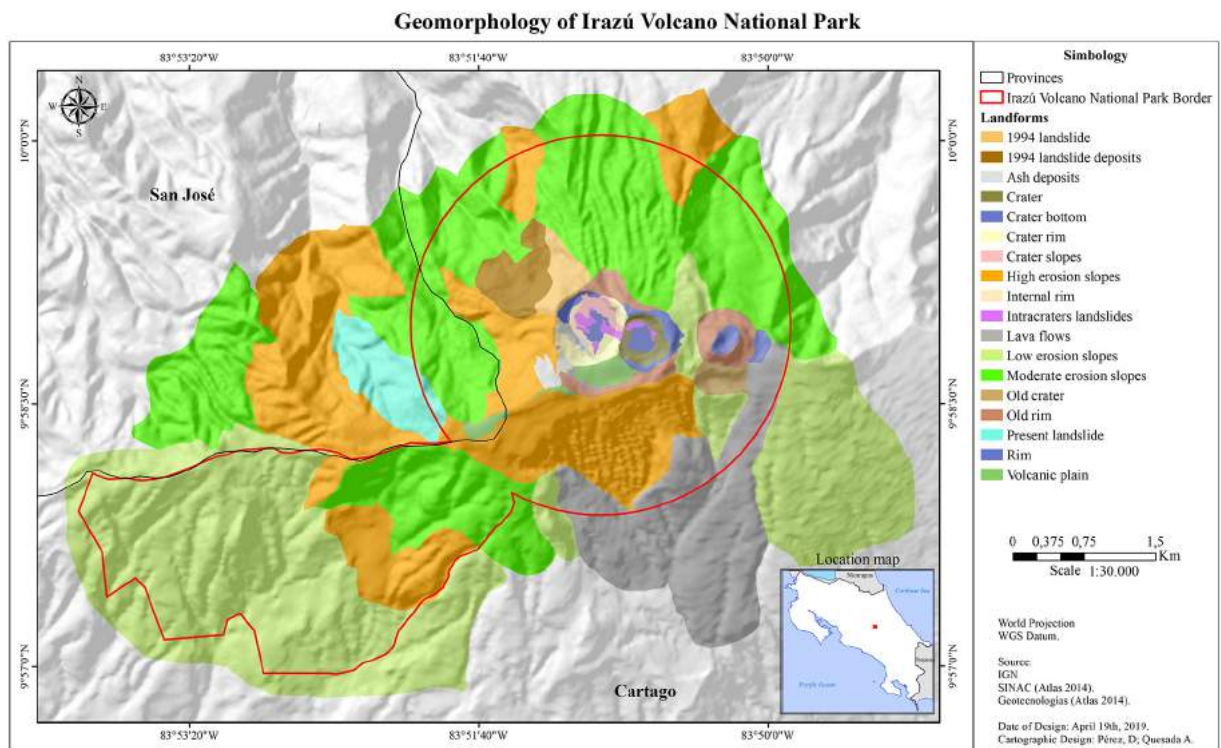 Geomorphology of Irazú Volcano National Park
83°53'20"W
83°51'40"W
83°50'0"W
N
W
E
S
10°0'0"N
10°0'0"N
San José
9°58'30"N
9°58'30"N
9°57'0"N
9°57'0"N
Cartago
83°53'20"W
83°51'40"W
83°50'0"W
Location map
Nicaragua
Caribbean Sea
Pacific Ocean
Simbology
Provinces
Irazú Volcano National Park Border
Landforms
1994 landslide
1994 landslide deposits
Ash deposits
Crater
Crater bottom
Crater rim
Crater slopes
High erosion slopes
Internal rim
Intracraters landslides
Lava flows
Low erosion slopes
Moderate erosion slopes
Old crater
Old rim
Present landslide
Rim
Volcanic plain
0 0,375 0,75 1,5
Km
Scale 1:30.000
World Projection
WGS Datum.
Source:
IGN
SINAC (Atlas 2014).
Geotecnologías (Atlas 2014).
Date of Design: April 19th, 2019.
Cartographic Design: Pérez, D; Quesada A.